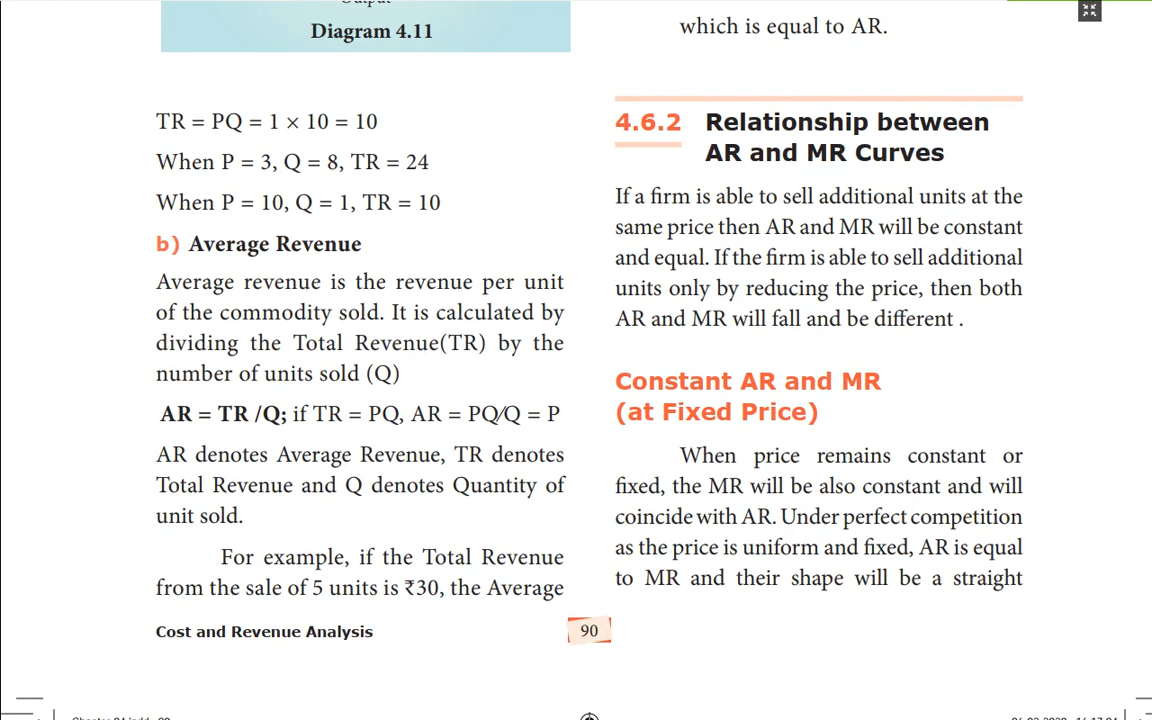 Diagram 4.11
TR = PQ = 1 × 10 = 10
When P = 3, Q = 8, TR = 24
When P = 10, Q = 1, TR = 10
b) Average Revenue
Average revenue is the revenue per unit
of the commodity sold. It is calculated by
dividing the Total Revenue(TR) by the
number of units sold (Q)
AR = TR /Q; if TR = PQ, AR = PQ/Q = P
AR denotes Average Revenue, TR denotes
Total Revenue and Q denotes Quantity of
unit sold.
For example, if the Total Revenue
from the sale of 5 units is ₹30, the Average
which is equal to AR.
4.6.2 Relationship between
AR and MR Curves
If a firm is able to sell additional units at the
same price then AR and MR will be constant
and equal. If the firm is able to sell additional
units only by reducing the price, then both
AR and MR will fall and be different .
Constant AR and MR
(at Fixed Price)
When price remains constant or
fixed, the MR will be also constant and will
coincide with AR. Under perfect competition
as the price is uniform and fixed, AR is equal
to MR and their shape will be a straight
Cost and Revenue Analysis
90